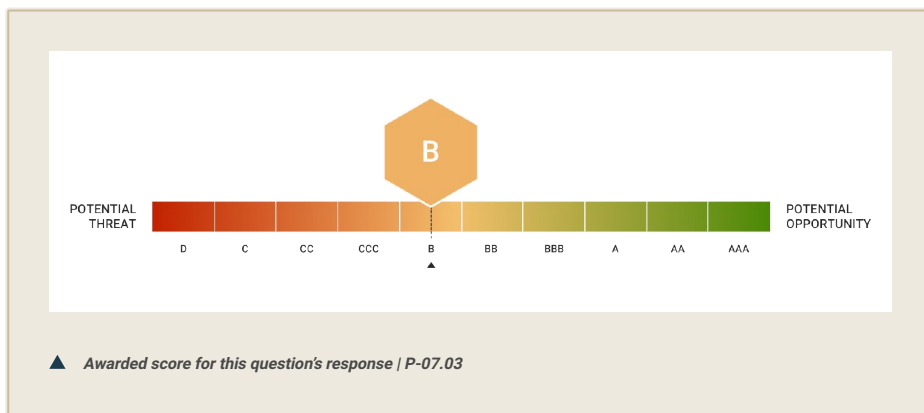 B
POTENTIAL
THREAT
POTENTIAL
OPPORTUNITY
D C CC CCC B BB BBB A AA AAA
Awarded score for this question's response | P-07.03